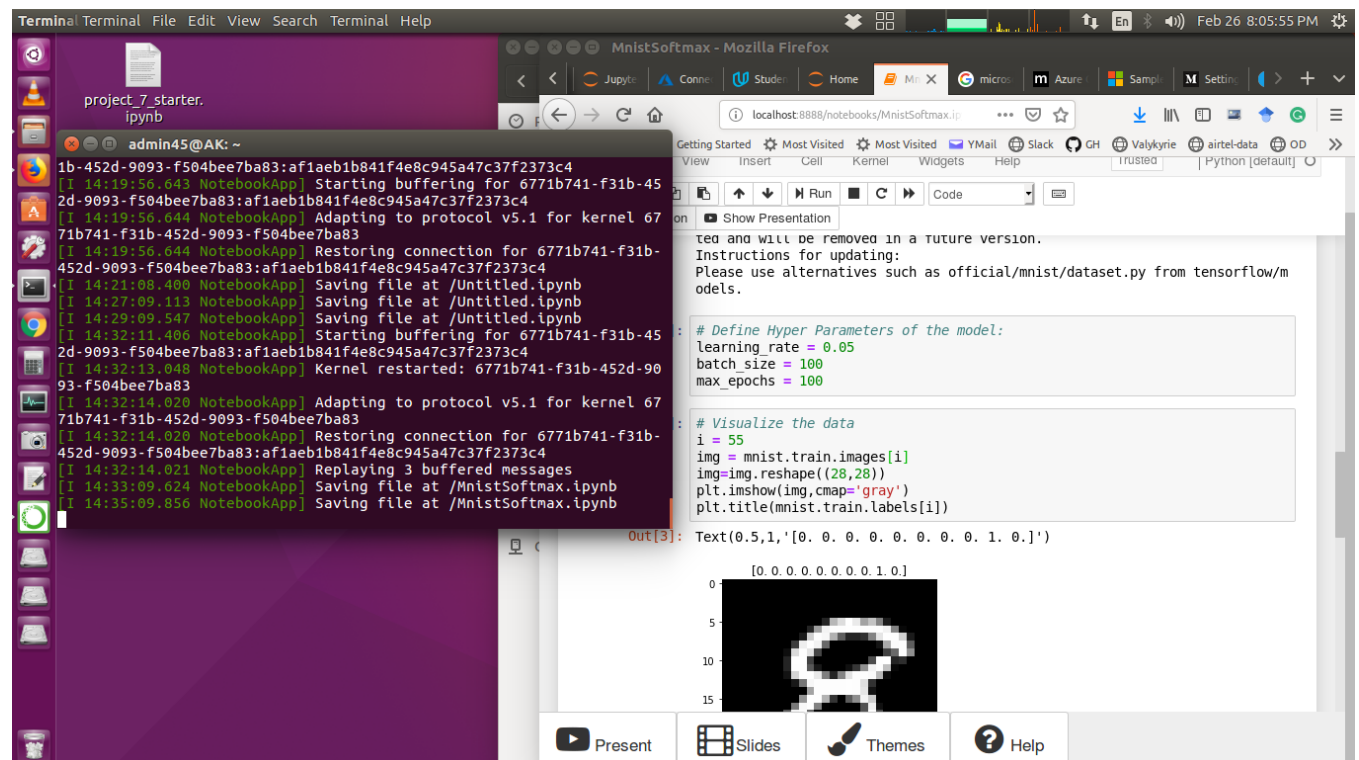 Terminal Terminal File Edit View Search Terminal Help
En
Feb 26 8:05:55 PM
project_7_starter.
ipynb
admin45@AK: ~
1b-452d-9093-f504bee7ba83:af1aeb1b841f4e8c945a47c37f2373c4
[I 14:19:56.643 NotebookApp] Starting buffering for 6771b741-f31b-45
2d-9093-f504bee7ba83:af1aeb1b841f4e8c945a47c37f2373c4
[I 14:19:56.644 NotebookApp] Adapting to protocol v5.1 for kernel 67
71b741-f31b-452d-9093-f504bee7ba83
[I 14:19:56.644 NotebookApp] Restoring connection for 6771b741-f31b-
452d-9093-f504bee7ba83:af1aeb1b841f4e8c945a47c37f2373c4
[I 14:21:08.400 NotebookApp] Saving file at /Untitled.ipynb
[I 14:27:09.113 NotebookApp] Saving file at /Untitled.ipynb
[I 14:29:09.547 NotebookApp] Saving file at /Untitled.ipynb
[I 14:32:11.406 NotebookApp] Starting buffering for 6771b741-f31b-45
2d-9093-f504bee7ba83:af1aeb1b841f4e8c945a47c37f2373c4
[I 14:32:13.048 NotebookApp] Kernel restarted: 6771b741-f31b-452d-90
93-f504bee7ba83
[I 14:32:14.020 NotebookApp] Adapting to protocol v5.1 for kernel 67
71b741-f31b-452d-9093-f504bee7ba83
[I 14:32:14.020 NotebookApp] Restoring connection for 6771b741-f31b-
452d-9093-f504bee7ba83:af1aeb1b841f4e8c945a47c37f2373c4
[I 14:32:14.021 NotebookApp] Replaying 3 buffered messages
[I 14:33:09.624 NotebookApp] Saving file at /MnistSoftmax.ipynb
[I 14:35:09.856 NotebookApp] Saving file at /MnistSoftmax.ipynb
MnistSoftmax - Mozilla Firefox
Jupyte Conne Studen Home Mn micros Azure Sampl Setting
localhost:8888/notebooks/MnistSoftmax.ip
Getting Started Most Visited Most Visited YMail Slack GH Valykyrie airtel-data OD
View Insert Cell Kernel Widgets Help Trusted Python [default]
Run Code
on Show Presentation
ted and will be removed in a future version.
Instructions for updating:
Please use alternatives such as official/mnist/dataset.py from tensorflow/m
odels.
# Define Hyper Parameters of the model:
learning_rate = 0.05
batch_size = 100
max_epochs = 100
# Visualize the data
i = 55
img = mnist.train.images[i]
img=img.reshape((28,28))
plt.imshow(img,cmap='gray')
plt.title(mnist.train.labels[i])
Out[3]: Text(0.5,1,'[0. 0. 0. 0. 0. 0. 0. 0. 1. 0.]')
[0. 0. 0. 0. 0. 0. 0. 0. 1. 0.]
0
5
10
15
Present Slides Themes Help